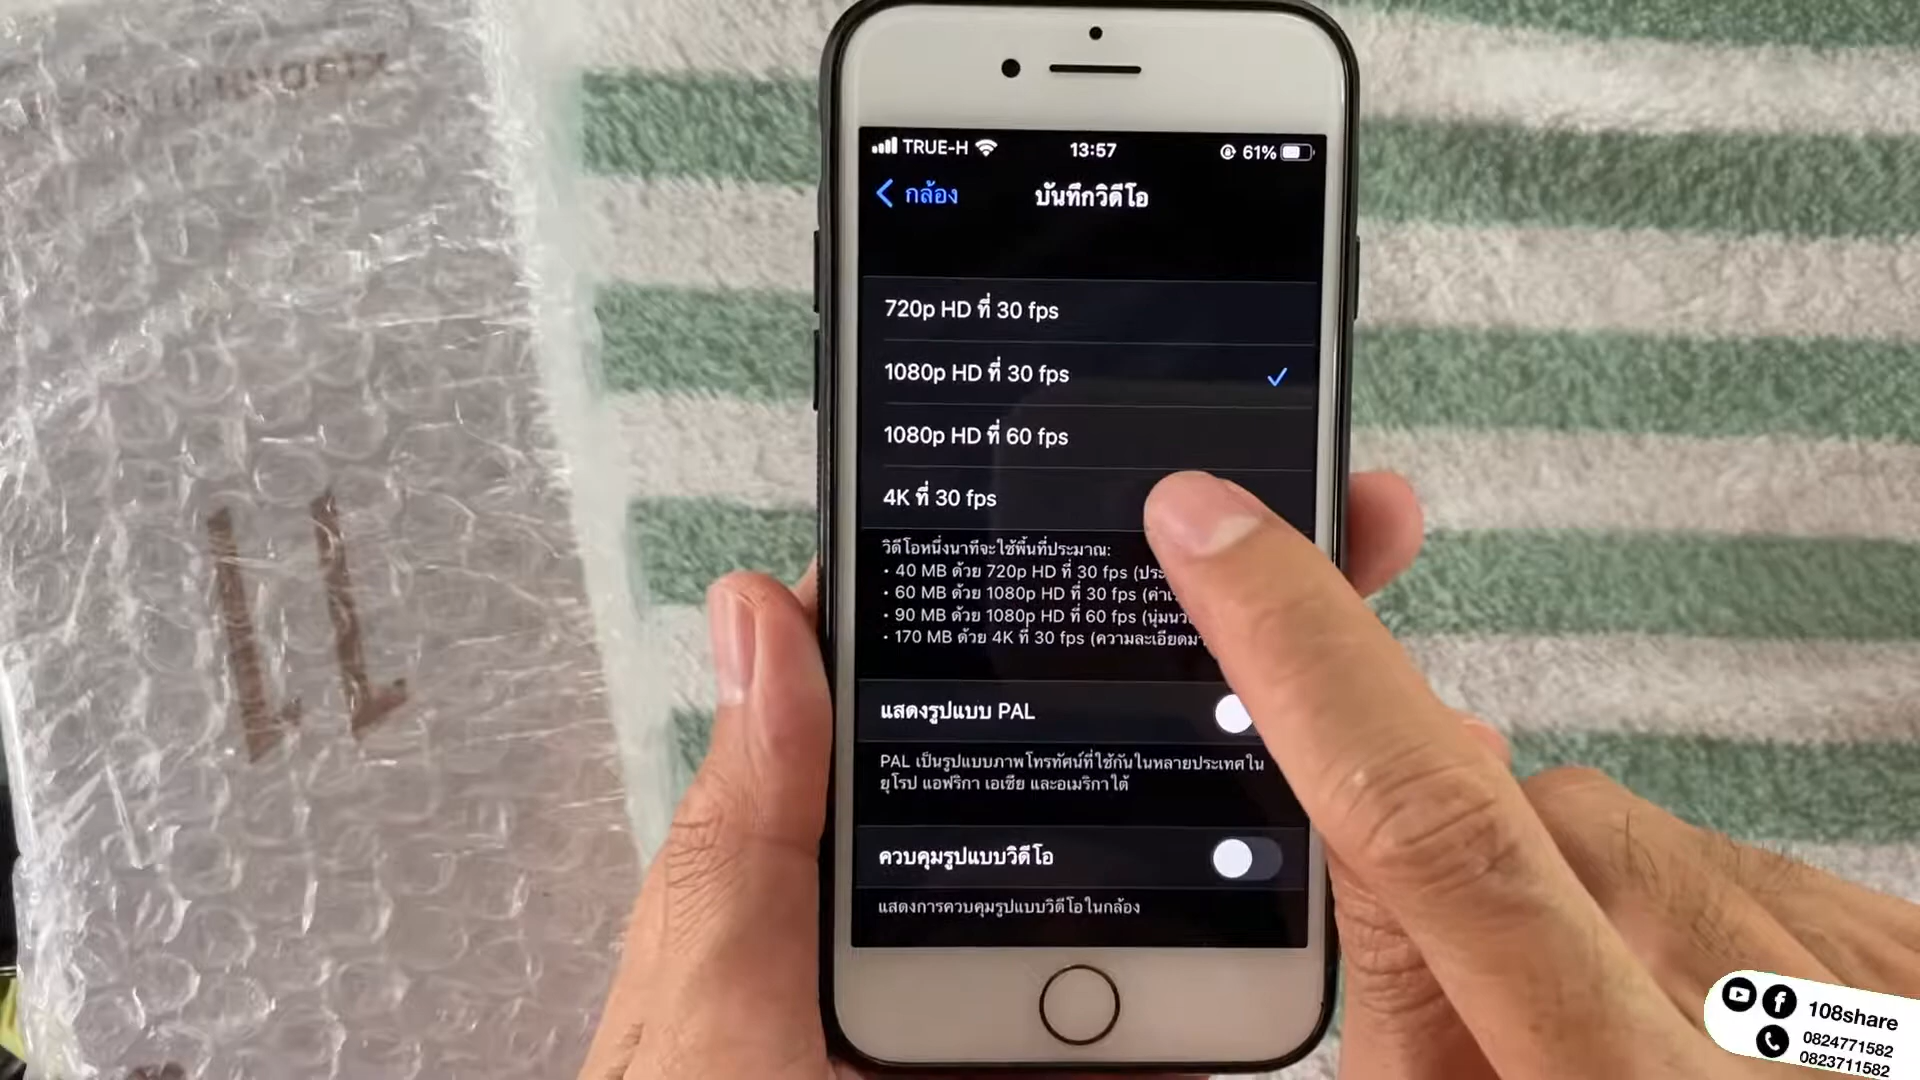 TRUE-H
13:57
61%
กล้อง
บันทึกวิดีโอ
720p HD ที่ 30 fps
1080p HD ที่ 30 fps
1080p HD ที่ 60 fps
4K ที่ 30 fps
วิดีโอหนึ่งนาทีจะใช้พื้นที่ประมาณ:
• 40 MB ด้วย 720p HD ที่ 30 fps
• 60 MB ด้วย 1080p HD ที่ 30 fps
• 90 MB ด้วย 1080p HD ที่ 60 fps
• 170 MB ด้วย 4K ที่ 30 fps
แสดงรูปแบบ PAL
PAL เป็นรูปแบบภาพโทรทัศน์ที่ใช้กันในหลายประเทศใน
ยุโรป แอฟริกา เอเชีย และอเมริกาใต้
ควบคุมรูปแบบวิดีโอ
แสดงการควบคุมรูปแบบวิดีโอในกล้อง
108share
0824771582
0823711582